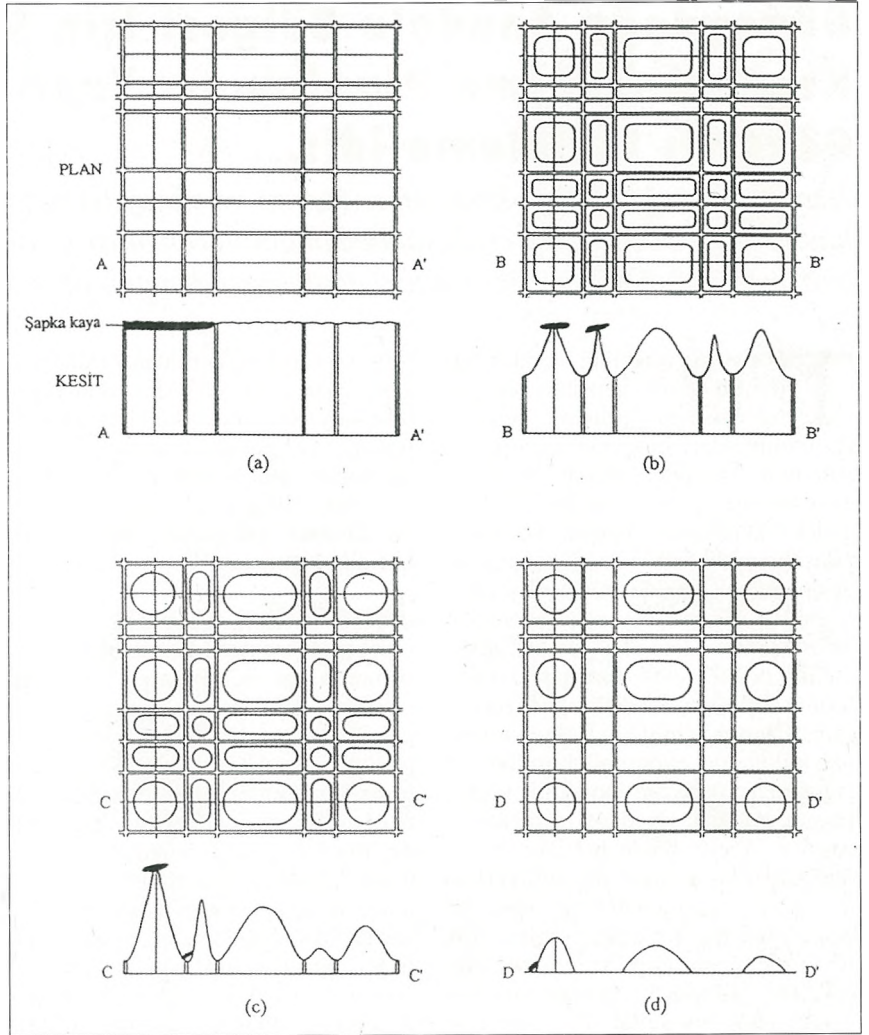 PLAN
A A'
Şapka kaya
KESİT
A A'
(a)
B B'
B B'
(b)
C C'
C C'
(c)
D D'
D D'
(d)